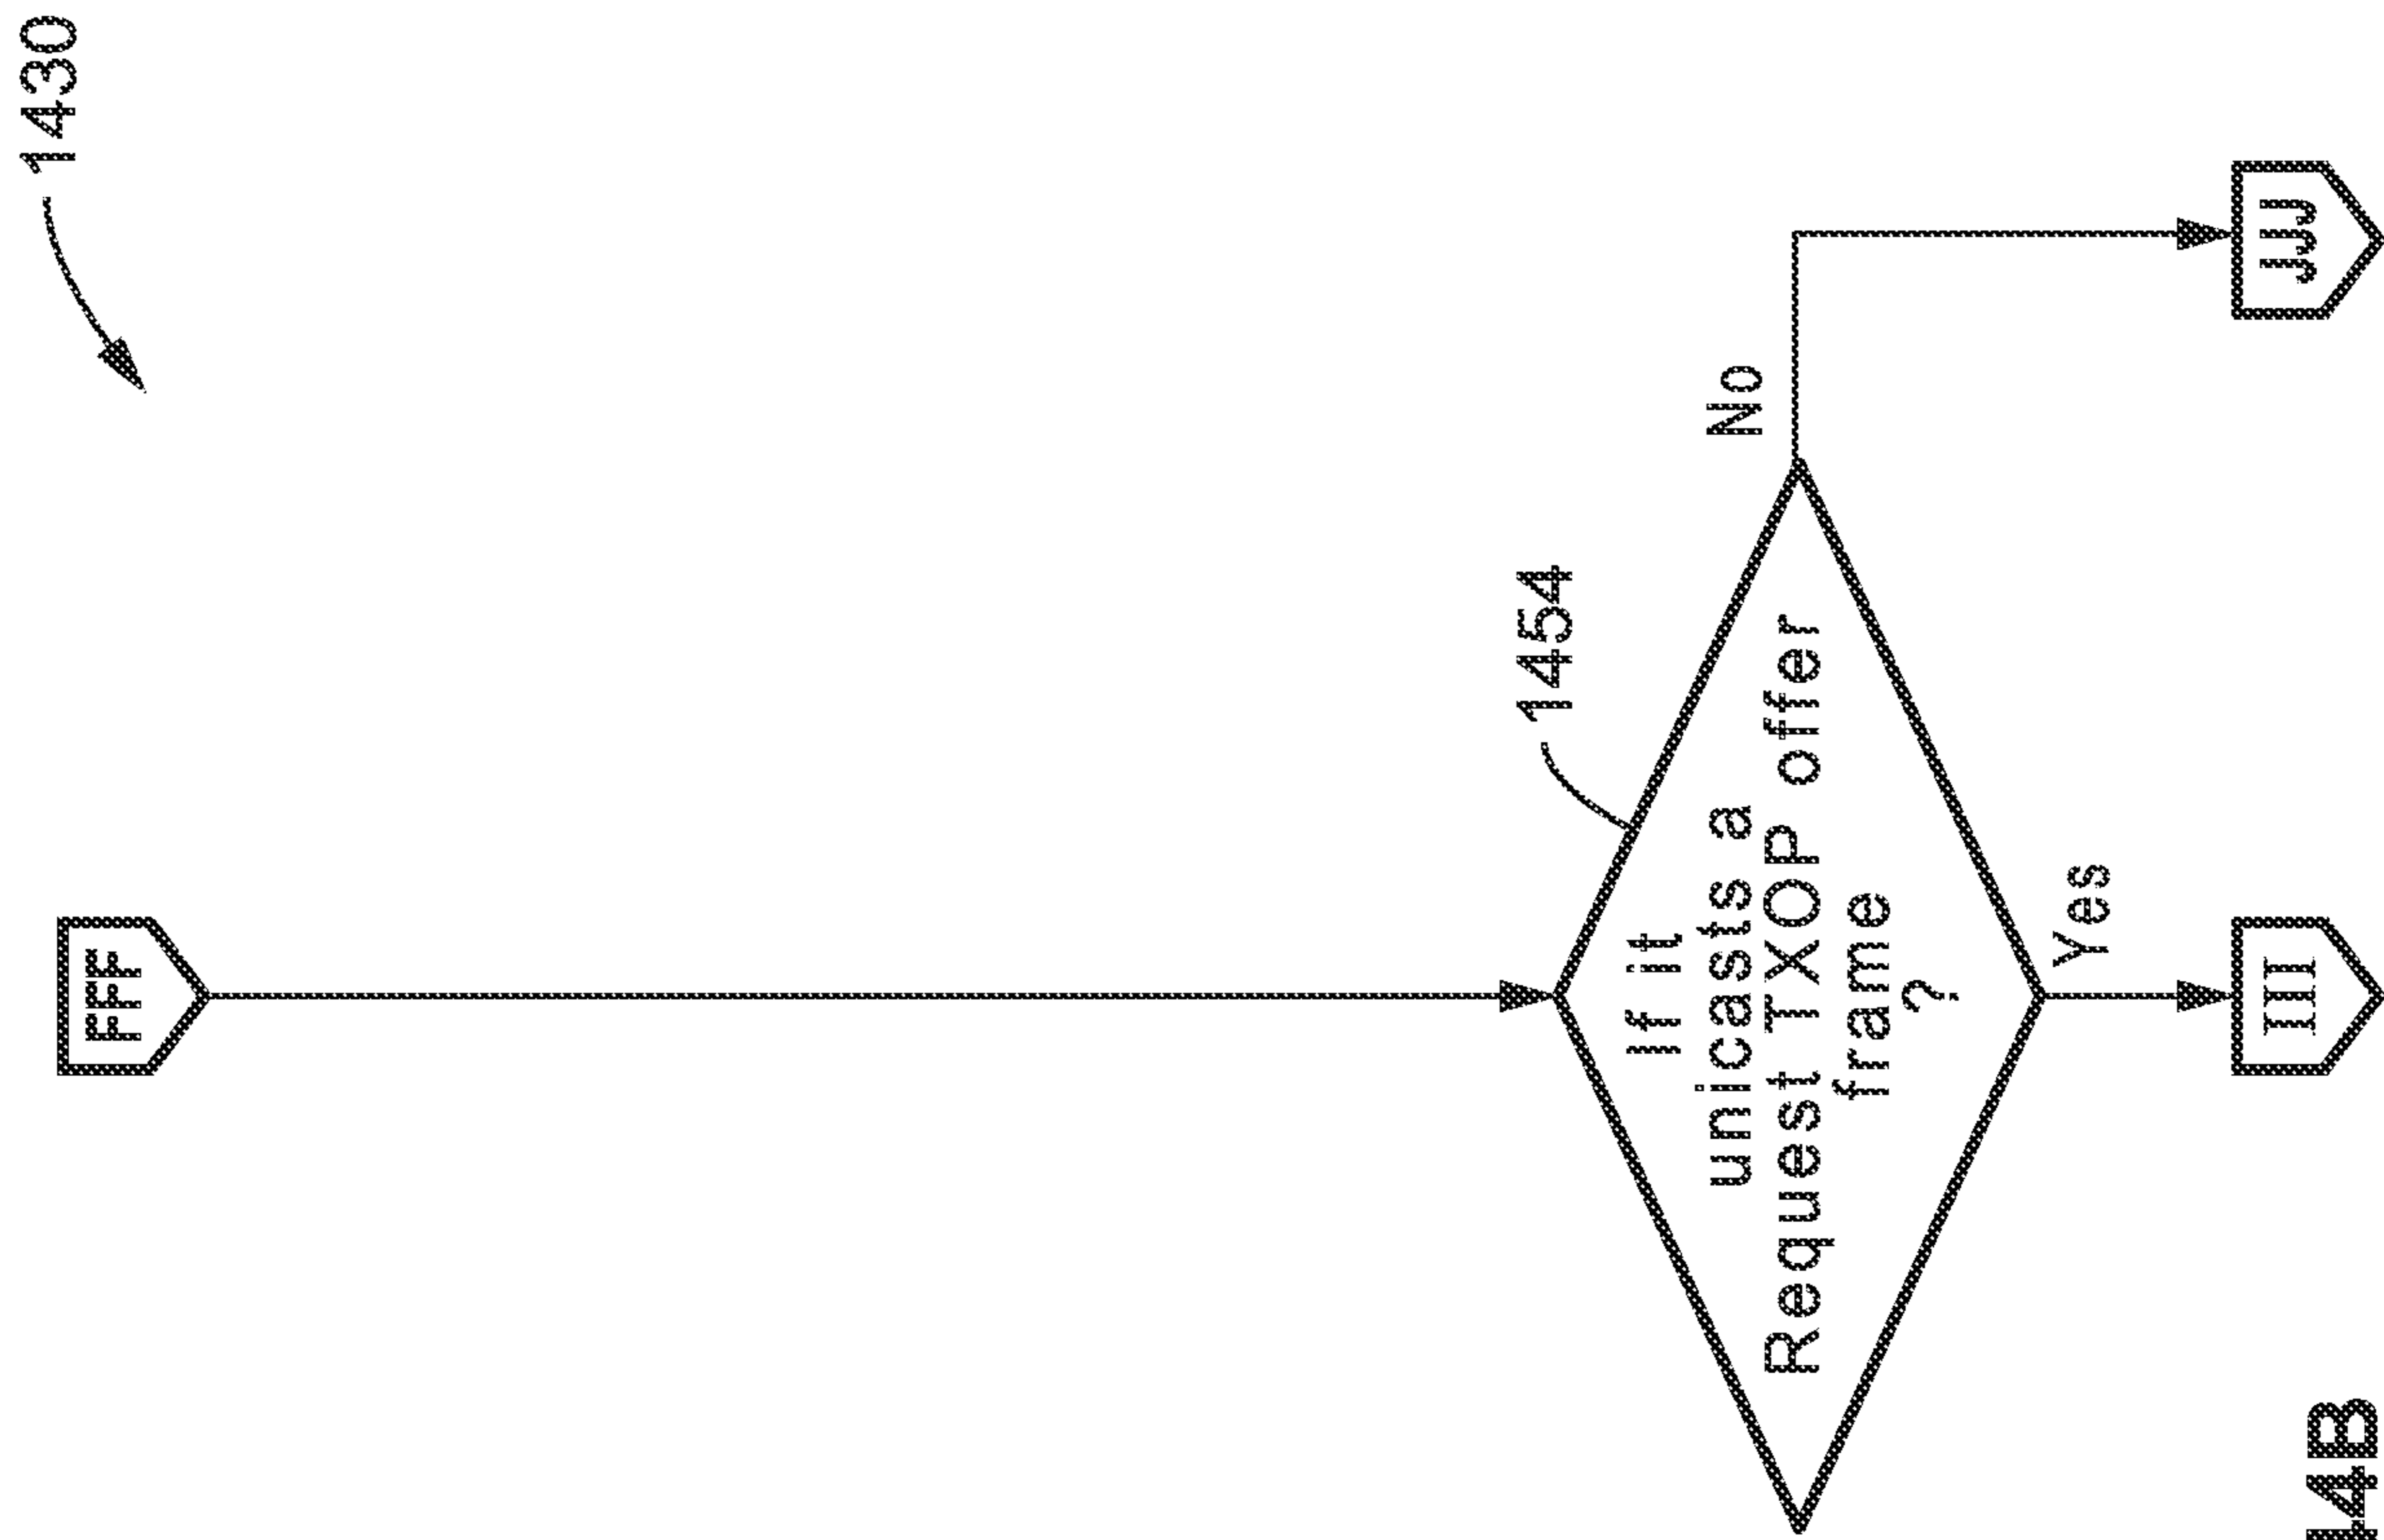 1430
FFF
1454
If it
unicasts a
Request TXOP offer
frame
?
No
Yes
III
JJJ
4B